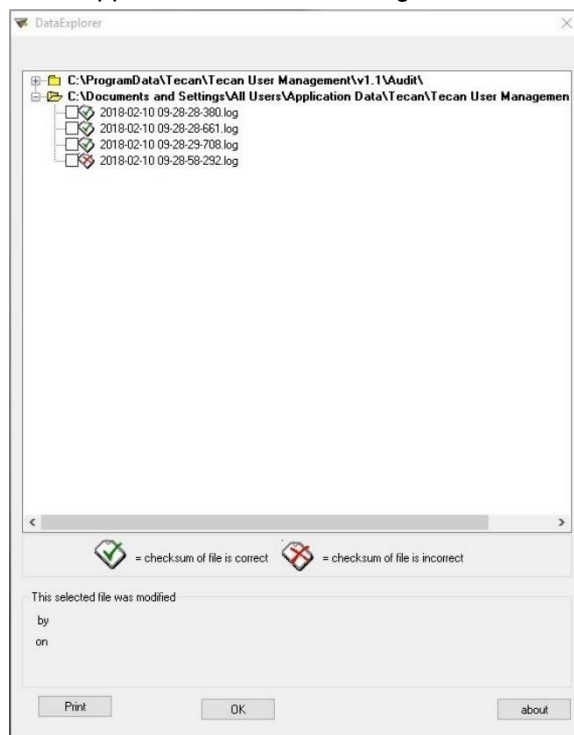 DataExplorer
C:\ProgramData\Tecan\Tecan User Management\v1.1\Audit\
C:\Documents and Settings\All Users\Application Data\Tecan\Tecan User Managemen
2018-02-10 09-28-28-380.log
2018-02-10 09-28-28-661.log
2018-02-10 09-28-29-708.log
2018-02-10 09-28-58-292.log
= checksum of file is correct = checksum of file is incorrect
This selected file was modified
by
on
Print OK about